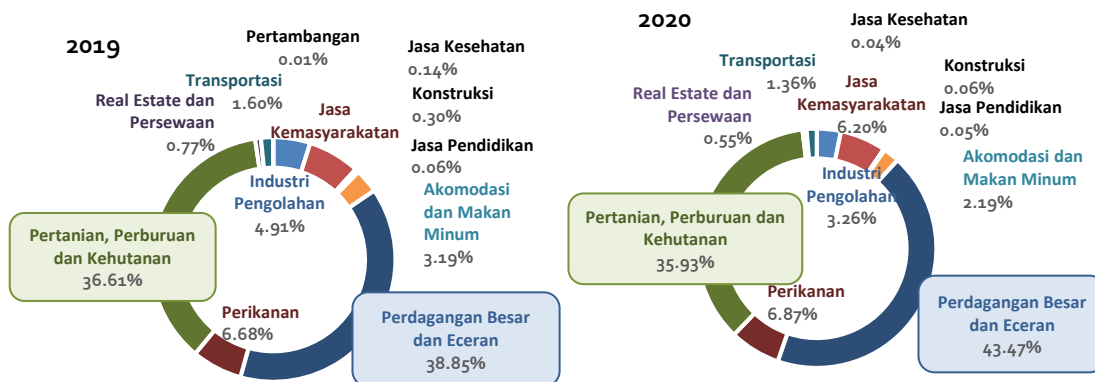 2019
Pertambangan
0.01%
Transportasi
1.60%
Real Estate dan
Persewaan
0.77%
Jasa
Kemasyarakatan
Jasa Kesehatan
0.14%
Konstruksi
0.30%
Jasa Pendidikan
0.06%
Akomodasi
dan Makan
Minum
3.19%
Industri
Pengolahan
4.91%
Pertanian, Perburuan
dan Kehutanan
36.61%
Perikanan
6.68%
Perdagangan Besar
dan Eceran
38.85%
2020
Jasa Kesehatan
0.04%
Transportasi
1.36%
Real Estate dan
Persewaan
0.55%
Jasa
Kemasyarakatan
6.20%
Konstruksi
0.06%
Jasa Pendidikan
0.05%
Akomodasi dan
Makan Minum
2.19%
Industri
Pengolahan
3.26%
Pertanian, Perburuan dan
Kehutanan
35.93%
Perikanan
6.87%
Perdagangan Besar
dan Eceran
43.47%